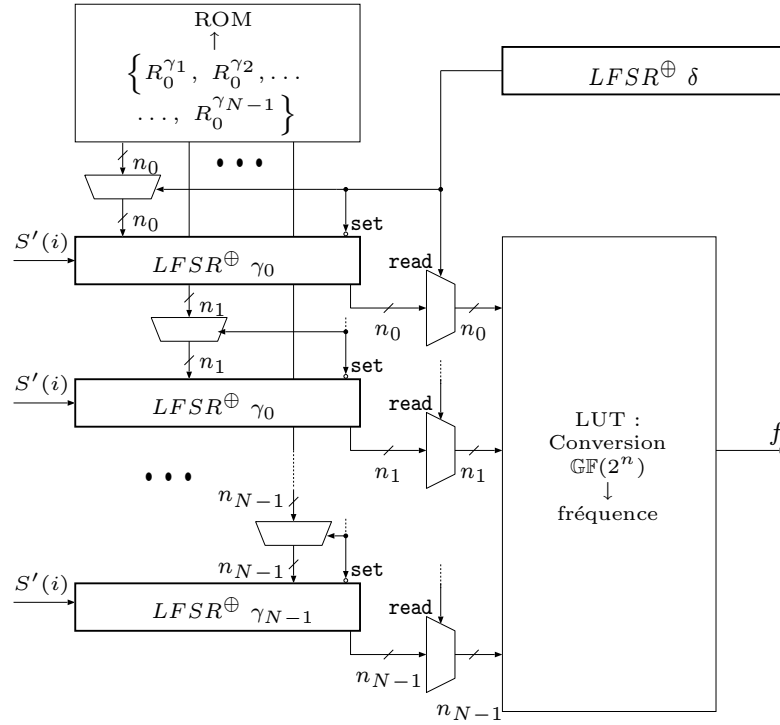 ROM
↑
{R_0^{γ1}, R_0^{γ2}, ...
..., R_0^{γN−1}}
LFSR^⊕ δ
n_0
n_0
set
S'(i)
LFSR^⊕ γ_0
read
n_0
n_0
n_1
n_1
set
S'(i)
LFSR^⊕ γ_0
read
n_1
n_1
n_{N−1}
n_{N−1}
set
S'(i)
LFSR^⊕ γ_{N−1}
read
n_{N−1}
n_{N−1}
LUT :
Conversion
𝔾𝔽(2^n)
↓
fréquence
f